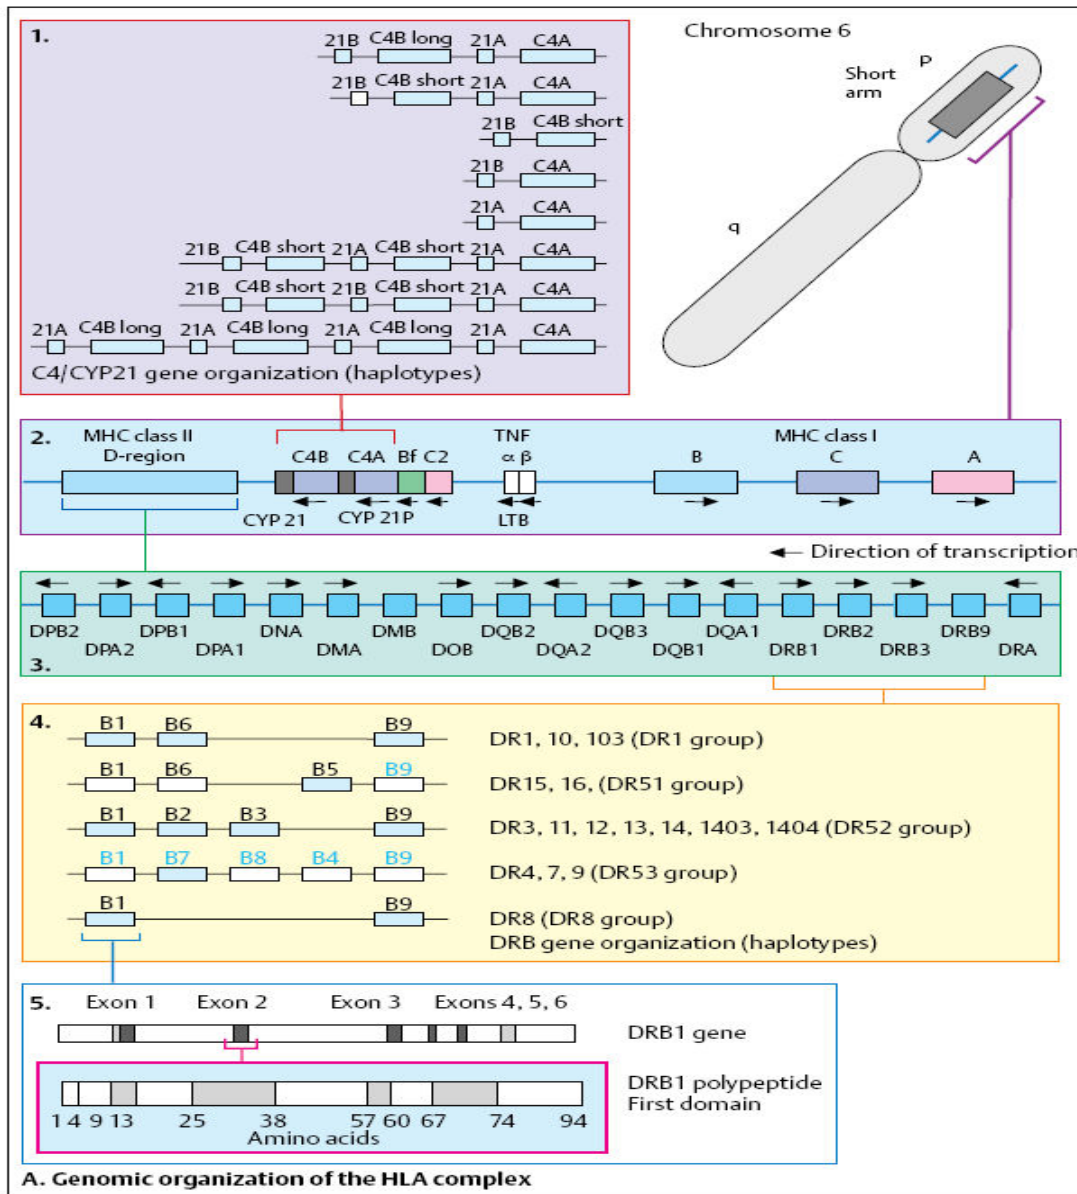 1.
21B C4B long 21A C4A
21B C4B short 21A C4A
21B C4B short
21B C4A
21A C4A
21B C4B short 21A C4B short 21A C4A
21B C4B short 21B C4B short 21A C4A
21A C4B long 21A C4B long 21A C4B long 21A C4A
C4/CYP21 gene organization (haplotypes)
Chromosome 6
p
Short
arm
q
2. MHC class II TNF MHC class I
D-region C4B C4A Bf C2 α β B C A
CYP 21 CYP 21P LTB
Direction of transcription
DPB2 DPB1 DNA DMB DQB2 DQB3 DQA1 DRB2 DRB9
DPA2 DPA1 DMA DOB DQA2 DQB1 DRB1 DRB3 DRA
3.
4.
B1 B6 B9 DR1, 10, 103 (DR1 group)
B1 B6 B5 B9 DR15, 16, (DR51 group)
B1 B2 B3 B9 DR3, 11, 12, 13, 14, 1403, 1404 (DR52 group)
B1 B7 B8 B4 B9 DR4, 7, 9 (DR53 group)
B1 B9 DR8 (DR8 group)
DRB gene organization (haplotypes)
5. Exon 1 Exon 2 Exon 3 Exons 4, 5, 6
DRB1 gene
DRB1 polypeptide
First domain
1 4 9 13 25 38 57 60 67 74 94
Amino acids
A. Genomic organization of the HLA complex